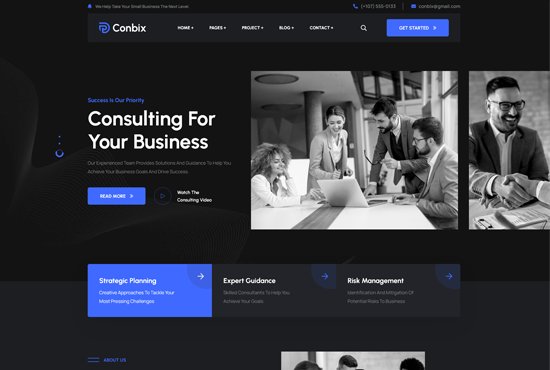 We Help Take Your Small Business The Next Level
(+107) 555-0133
conbix@gmail.com
Conbix
HOME +
PAGES +
PROJECT +
BLOG +
CONTACT +
GET STARTED
Success Is Our Priority
Consulting For
Your Business
Our Experienced Team Provides Solutions And Guidance To Help You
Achieve Your Business Goals And Drive Success
READ MORE
Watch The
Consulting Video
Strategic Planning
Creative Approaches To Tackle Your
Most Pressing Challenges
Expert Guidance
Skilled Consultants To Help You
Achieve Your Goals
Risk Management
Identification And Mitigation Of
Potential Risks To Business
ABOUT US